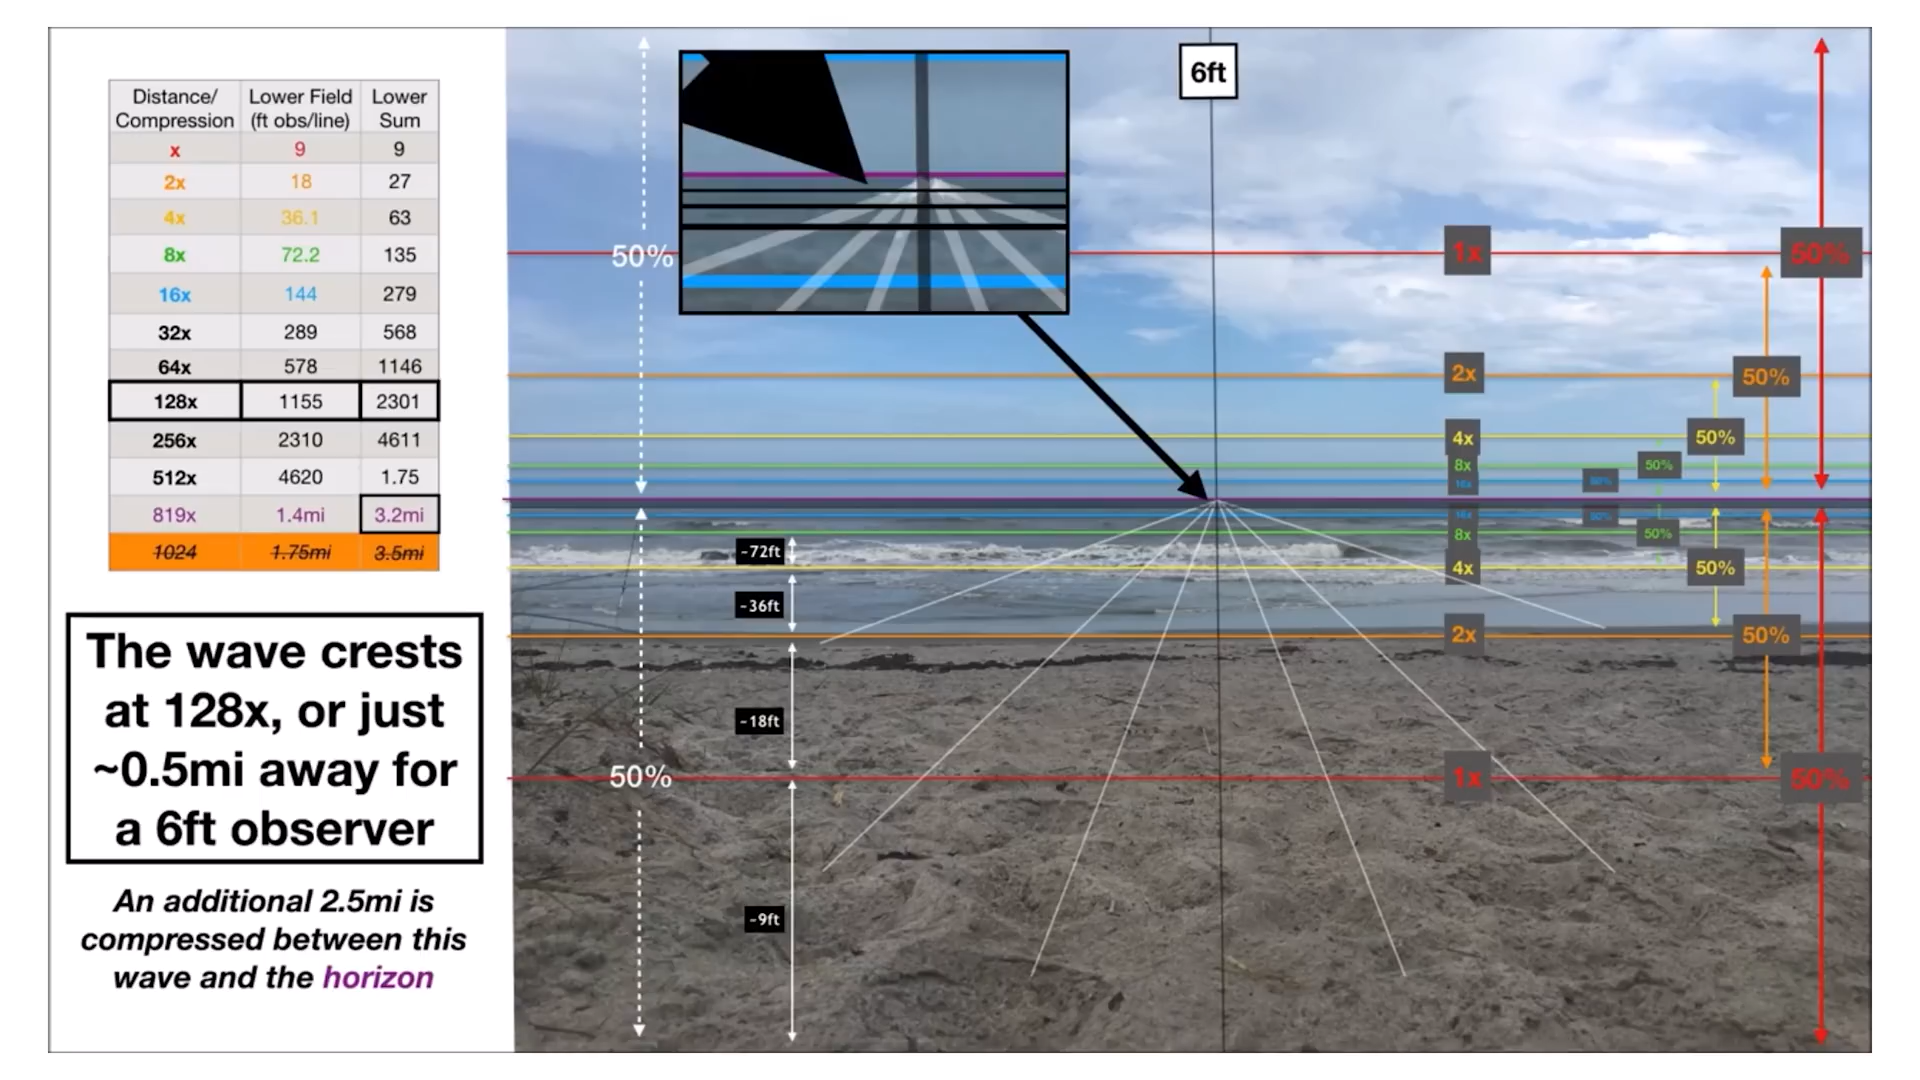 Distance/ Compression Lower Field (ft obs/line) Lower Sum
x 9 9
2x 18 27
4x 36.1 63
8x 72.2 135
16x 144 279
32x 289 568
64x 578 1146
128x 1155 2301
256x 2310 4611
512x 4620 1.75
819x 1.4mi 3.2mi
1024 1.75mi 3.5mi
The wave crests
at 128x, or just
~0.5mi away for
a 6ft observer
An additional 2.5mi is
compressed between this
wave and the horizon
6ft
50%
1x
50%
2x
50%
4x
50%
8x
50%
16x
50%
16x
50%
8x
50%
~72ft
4x
50%
~36ft
2x
50%
~18ft
50%
1x
50%
~9ft